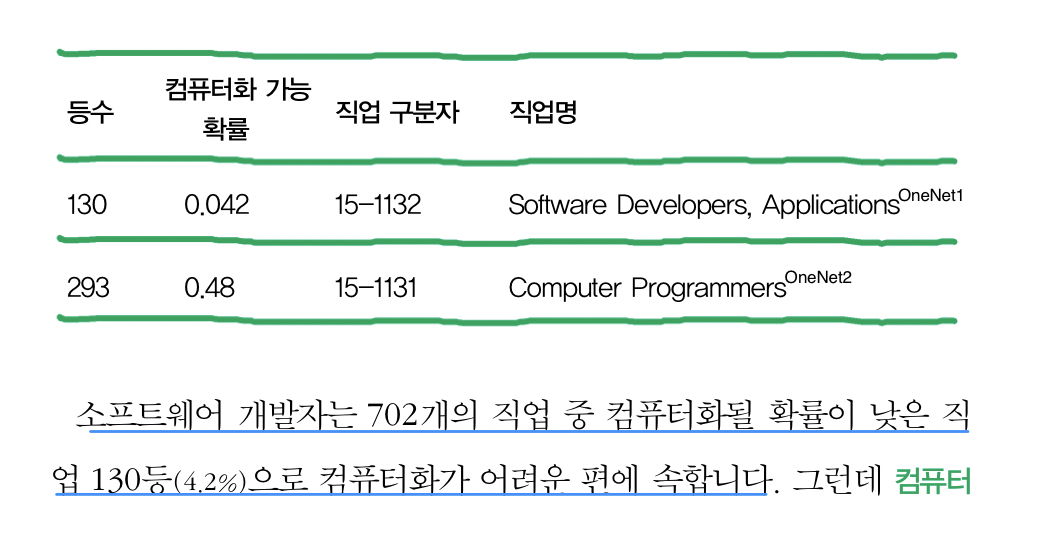 등수 컴퓨터화 가능 확률 직업 구분자 직업명
130 0.042 15–1132 Software Developers, Applications OneNet1
293 0.48 15–1131 Computer Programmers OneNet2
소프트웨어 개발자는 702개의 직업 중 컴퓨터화될 확률이 낮은 직
업 130등(4.2%)으로 컴퓨터화가 어려운 편에 속합니다. 그런데 컴퓨터